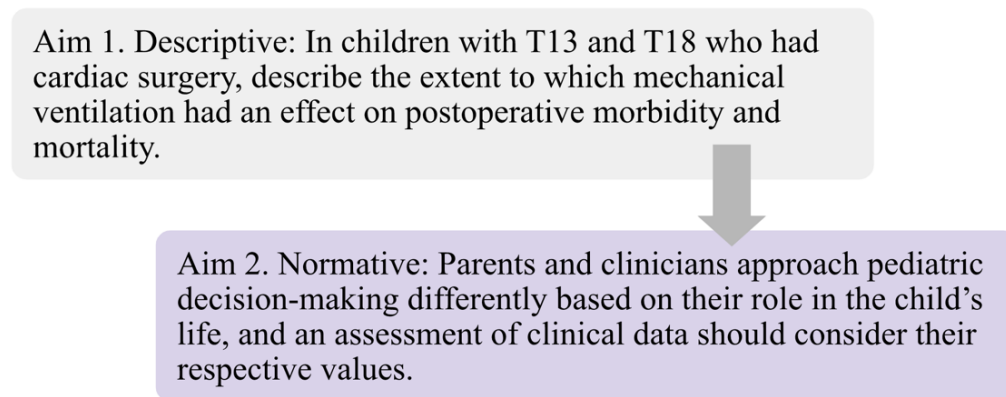 Aim 1. Descriptive: In children with T13 and T18 who had
cardiac surgery, describe the extent to which mechanical
ventilation had an effect on postoperative morbidity and
mortality.
Aim 2. Normative: Parents and clinicians approach pediatric
decision-making differently based on their role in the child’s
life, and an assessment of clinical data should consider their
respective values.